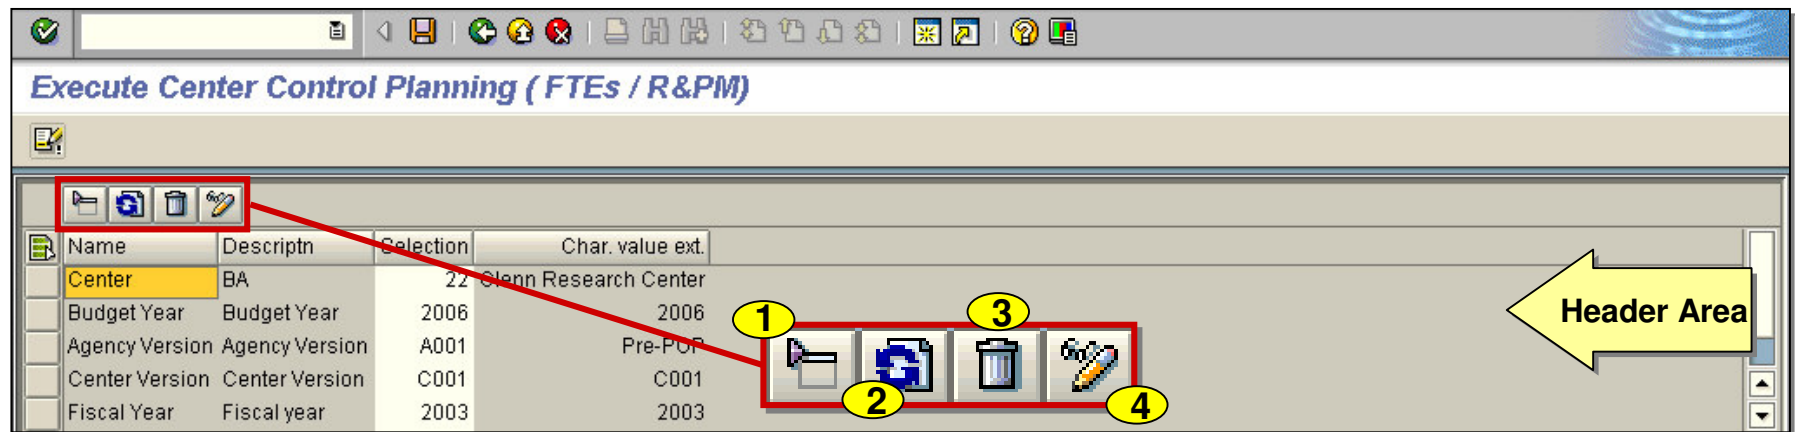 Execute Center Control Planning ( FTEs / R&PM)
Name Descriptn Selection Char. value ext.
Center BA 22 Glenn Research Center
Budget Year Budget Year 2006 2006
Agency Version Agency Version A001 Pre-POP
Center Version Center Version C001 C001
Fiscal Year Fiscal year 2003 2003
1
2
3
4
Header Area